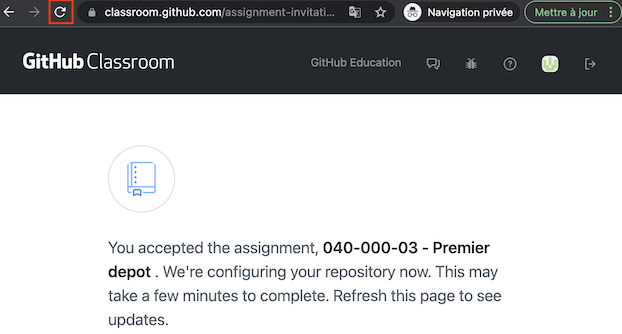 classroom.github.com/assignment-invitati... Navigation privée Mettre à jour
GitHub Classroom GitHub Education
You accepted the assignment, 040-000-03 - Premier
depot . We're configuring your repository now. This may
take a few minutes to complete. Refresh this page to see
updates.